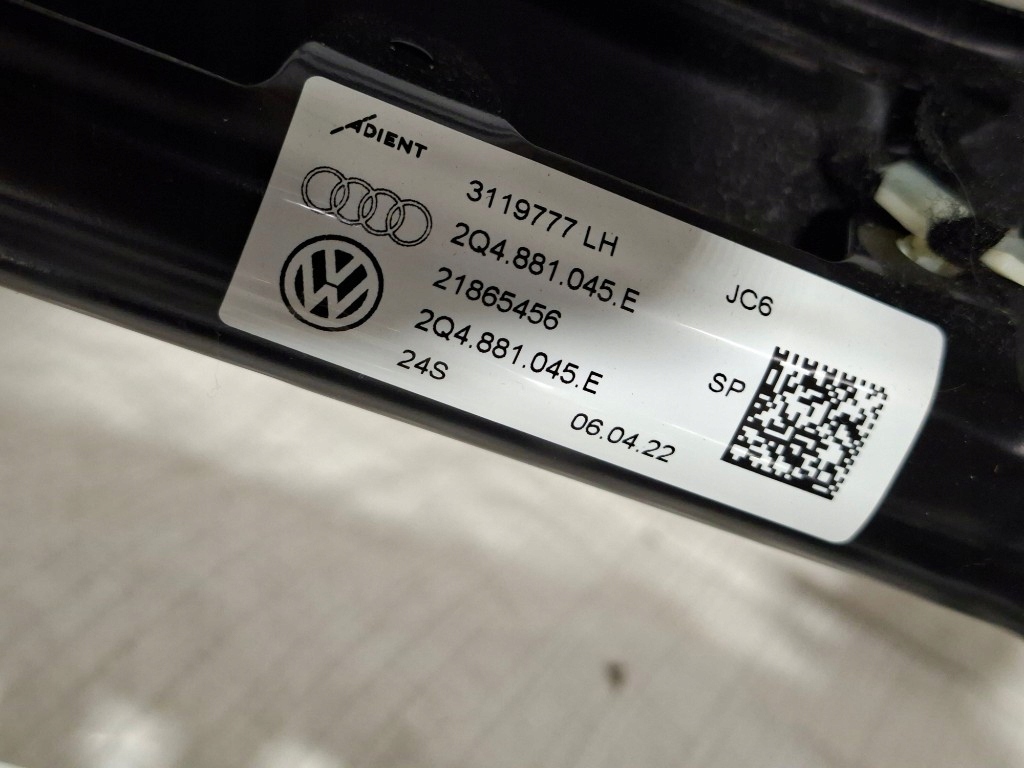 ADIENT
3119777 LH
2Q4.881.045.E
JC6
21865456
2Q4.881.045.E
SP
24S
06.04.22